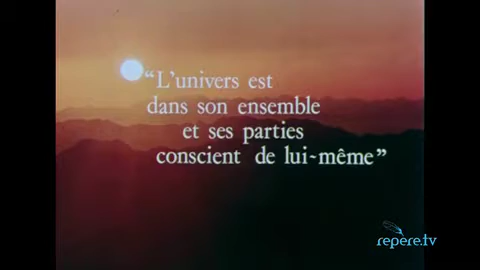 “L'univers est
dans son ensemble
et ses parties
conscient de lui-même”
repere.tv